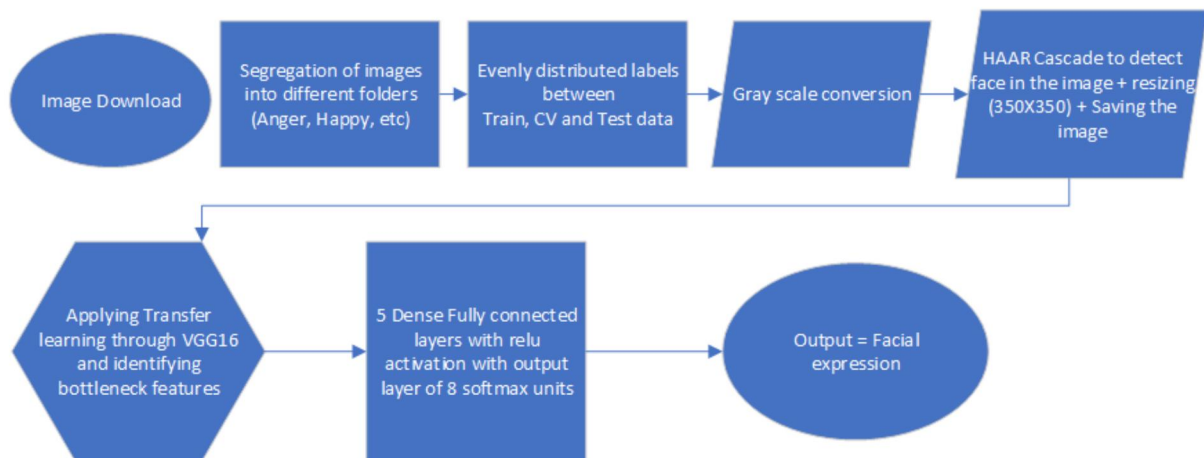 Image Download
Segregation of images
into different folders
(Anger, Happy, etc)
Evenly distributed labels
between
Train, CV and Test data
Gray scale conversion
HAAR Cascade to detect
face in the image + resizing
(350X350) + Saving the
image
Applying Transfer
learning through VGG16
and identifying
bottleneck features
5 Dense Fully connected
layers with relu
activation with output
layer of 8 softmax units
Output = Facial
expression